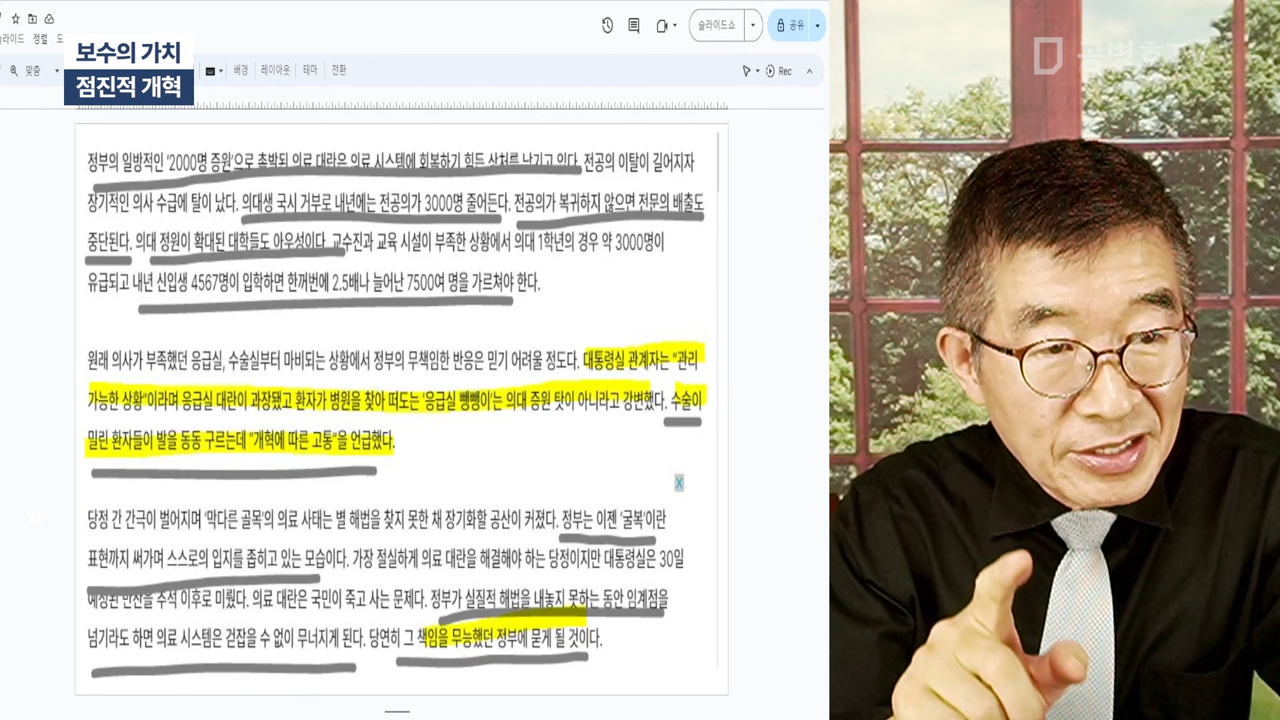 슬라이드쇼
공유
라이드 정렬 도
보수의 가치
점진적 개혁
맞춤
배경 레이아웃 테마 전환
Rec
공병호TV
정부의 일방적인 '2000명 증원'으로 촉발된 의료 대란은 의료 시스템에 회복하기 힘든 상처를 남기고 있다. 전공의 이탈이 길어지자
장기적인 의사 수급에 탈이 났다. 의대생 국시 거부로 내년에는 전공의가 3000명 줄어든다. 전공의가 복귀하지 않으면 전문의 배출도
중단된다. 의대 정원이 확대된 대학들도 아우성이다. 교수진과 교육 시설이 부족한 상황에서 의대 1학년의 경우 약 3000명이
유급되고 내년 신입생 4567명이 입학하면 한꺼번에 2.5배나 늘어난 7500여 명을 가르쳐야 한다.
원래 의사가 부족했던 응급실, 수술실부터 마비되는 상황에서 정부의 무책임한 반응은 믿기 어려울 정도다. 대통령실 관계자는 "관리
가능한 상황"이라며 응급실 대란이 과장됐고 환자가 병원을 찾아 떠도는 '응급실 뺑뺑이'는 의대 증원 탓이 아니라고 강변했다. 수술이
밀린 환자들이 발을 동동 구르는데 "개혁에 따른 고통"을 언급했다.
X
당정 간 간극이 벌어지며 '막다른 골목'의 의료 사태는 별 해법을 찾지 못한 채 장기화할 공산이 커졌다. 정부는 이젠 '굴복'이란
표현까지 써가며 스스로의 입지를 좁히고 있는 모습이다. 가장 절실하게 의료 대란을 해결해야 하는 당정이지만 대통령실은 30일
예정된 만찬을 추석 이후로 미뤘다. 의료 대란은 국민이 죽고 사는 문제다. 정부가 실질적 해법을 내놓지 못하는 동안 임계점을
넘기라도 하면 의료 시스템은 걷잡을 수 없이 무너지게 된다. 당연히 그 책임을 무능했던 정부에 묻게 될 것이다.